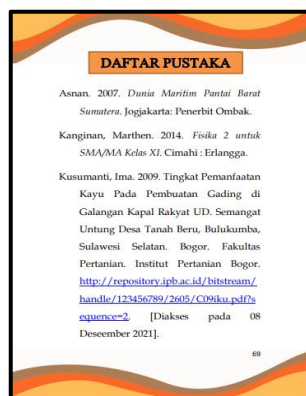 DAFTAR PUSTAKA
Asnan. 2007. Dunia Maritim Pantai Barat
Sumatera. Jogjakarta: Penerbit Ombak.
Kanginan, Marthen. 2014. Fisika 2 untuk
SMA/MA Kelas XI. Cimahi : Erlangga.
Kusumanti, Ima. 2009. Tingkat Pemanfaatan
Kayu Pada Pembuatan Gading di
Galangan Kapal Rakyat UD. Semangat
Untung Desa Tanah Beru, Bulukumba,
Sulawesi Selatan. Bogor. Fakultas
Pertanian. Institut Pertanian Bogor.
http://repository.ipb.ac.id/bitstream/
handle/123456789/2605/C09iku.pdf?s
equence=2. [Diakses pada 08
Deseember 2021].
69